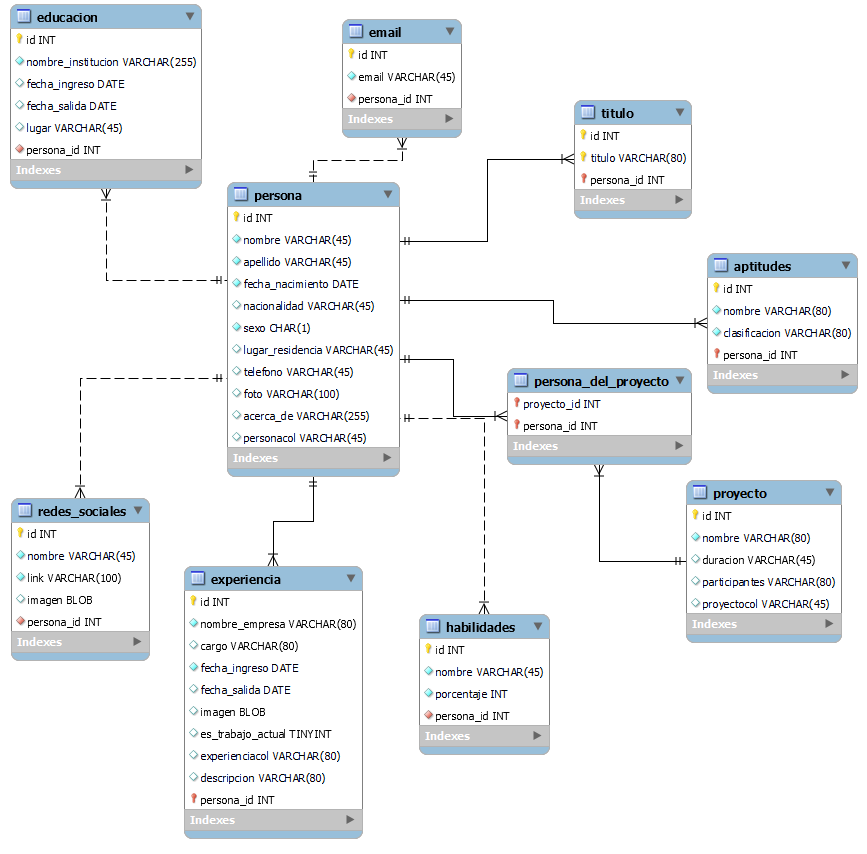 educacion
id INT
nombre_institucion VARCHAR(255)
fecha_ingreso DATE
fecha_salida DATE
lugar VARCHAR(45)
persona_id INT
Indexes
email
id INT
email VARCHAR(45)
persona_id INT
Indexes
titulo
id INT
titulo VARCHAR(80)
persona_id INT
Indexes
persona
id INT
nombre VARCHAR(45)
apellido VARCHAR(45)
fecha_nacimiento DATE
nacionalidad VARCHAR(45)
sexo CHAR(1)
lugar_residencia VARCHAR(45)
telefono VARCHAR(45)
foto VARCHAR(100)
acerca_de VARCHAR(255)
personacol VARCHAR(45)
Indexes
aptitudes
id INT
nombre VARCHAR(80)
clasificacion VARCHAR(80)
persona_id INT
Indexes
persona_del_proyecto
proyecto_id INT
persona_id INT
Indexes
proyecto
id INT
nombre VARCHAR(80)
duracion VARCHAR(45)
participantes VARCHAR(80)
proyectocol VARCHAR(45)
Indexes
redes_sociales
id INT
nombre VARCHAR(45)
link VARCHAR(100)
imagen BLOB
persona_id INT
Indexes
experiencia
id INT
nombre_empresa VARCHAR(80)
cargo VARCHAR(80)
fecha_ingreso DATE
fecha_salida DATE
imagen BLOB
es_trabajo_actual TINYINT
experienciacol VARCHAR(80)
descripcion VARCHAR(80)
persona_id INT
Indexes
habilidades
id INT
nombre VARCHAR(45)
porcentaje INT
persona_id INT
Indexes